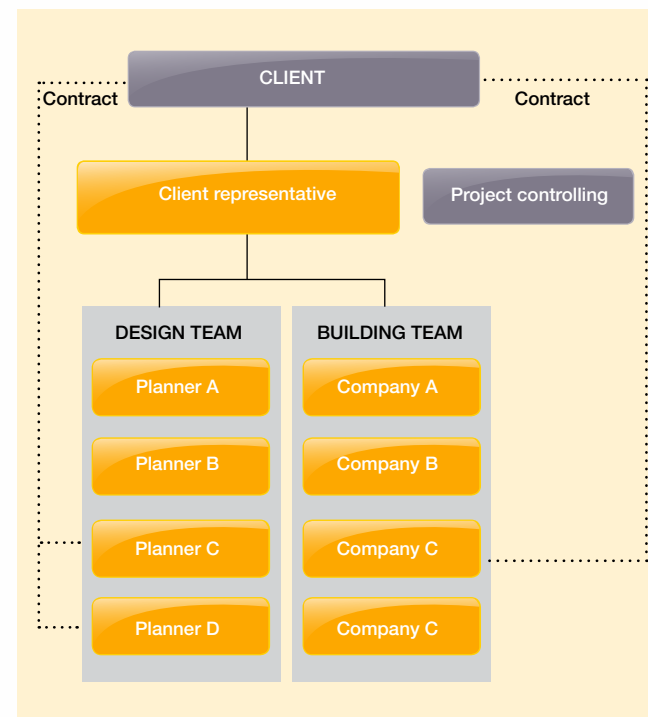 CLIENT
Contract
Contract
Client representative
Project controlling
DESIGN TEAM
BUILDING TEAM
Planner A
Company A
Planner B
Company B
Planner C
Company C
Planner D
Company C